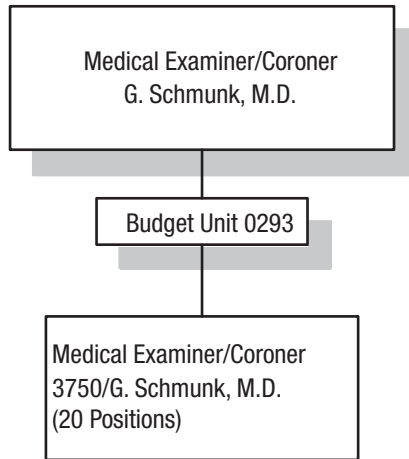 Medical Examiner/Coroner
G. Schmunk, M.D.
Budget Unit 0293
Medical Examiner/Coroner
3750/G. Schmunk, M.D.
(20 Positions)